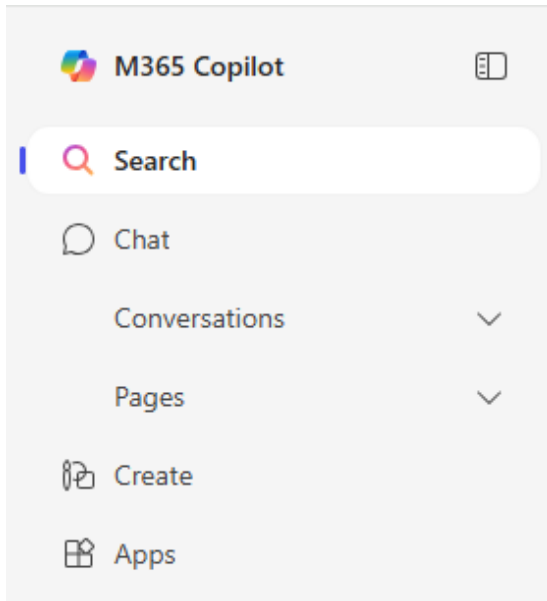 M365 Copilot
Search
Chat
Conversations
Pages
Create
Apps